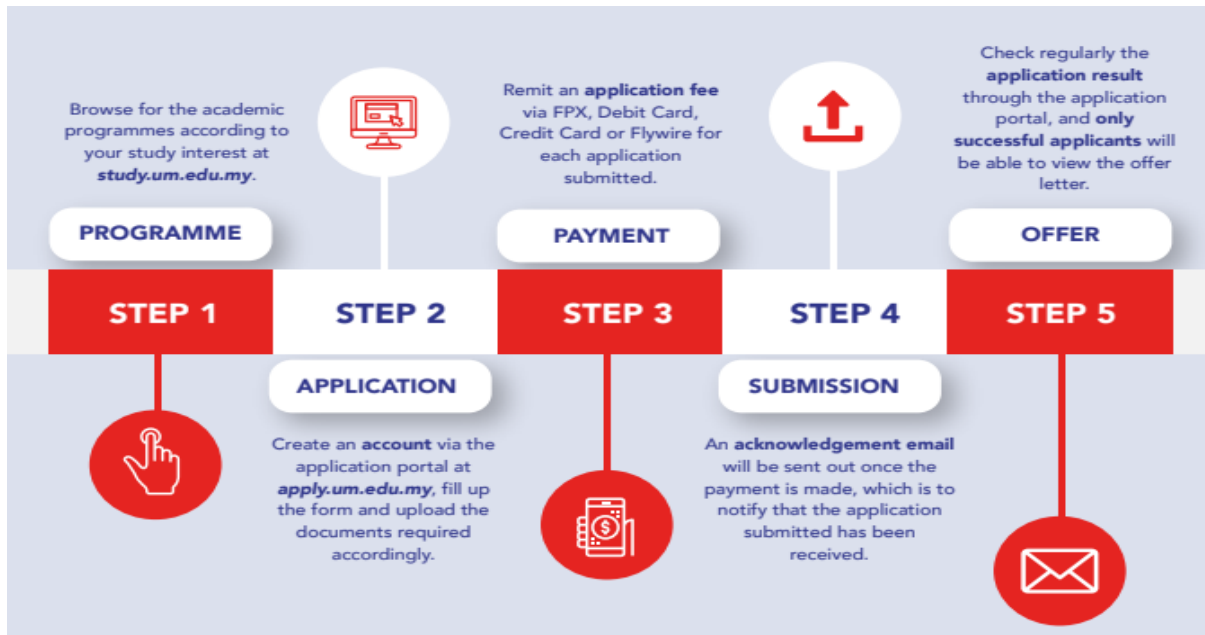 Browse for the academic
programmes according to
your study interest at
study.um.edu.my.
PROGRAMME
STEP 1
STEP 2
APPLICATION
Create an account via the
application portal at
apply.um.edu.my, fill up
the form and upload the
documents required
accordingly.
Remit an application fee
via FPX, Debit Card,
Credit Card or Flywire for
each application
submitted.
PAYMENT
STEP 3
$
STEP 4
SUBMISSION
An acknowledgement email
will be sent out once the
payment is made, which is to
notify that the application
submitted has been
received.
Check regularly the
application result
through the application
portal, and only
successful applicants will
be able to view the offer
letter.
OFFER
STEP 5